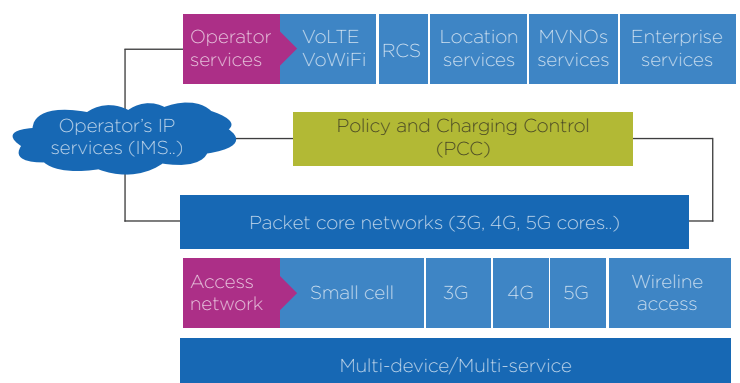 Operator
services
VoLTE
VoWiFi
RCS
Location
services
MVNOs
services
Enterprise
services
Operator's IP
services (IMS..)
Policy and Charging Control
(PCC)
Packet core networks (3G, 4G, 5G cores..)
Access
network
Small cell
3G
4G
5G
Wireline
access
Multi-device/Multi-service